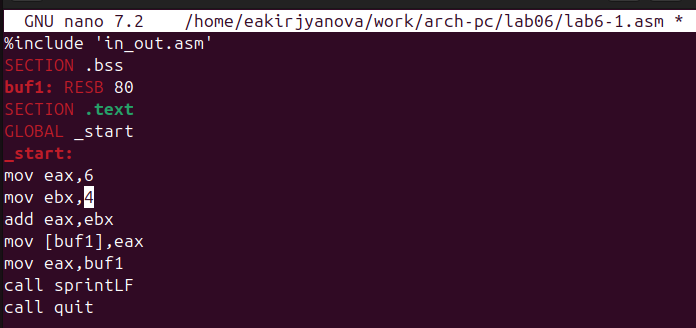 GNU nano 7.2 /home/eakirjyanova/work/arch-pc/lab06/lab6-1.asm *
%include 'in_out.asm'
SECTION .bss
buf1: RESB 80
SECTION .text
GLOBAL _start
_start:
mov eax,6
mov ebx,4
add eax,ebx
mov [buf1],eax
mov eax,buf1
call sprintLF
call quit